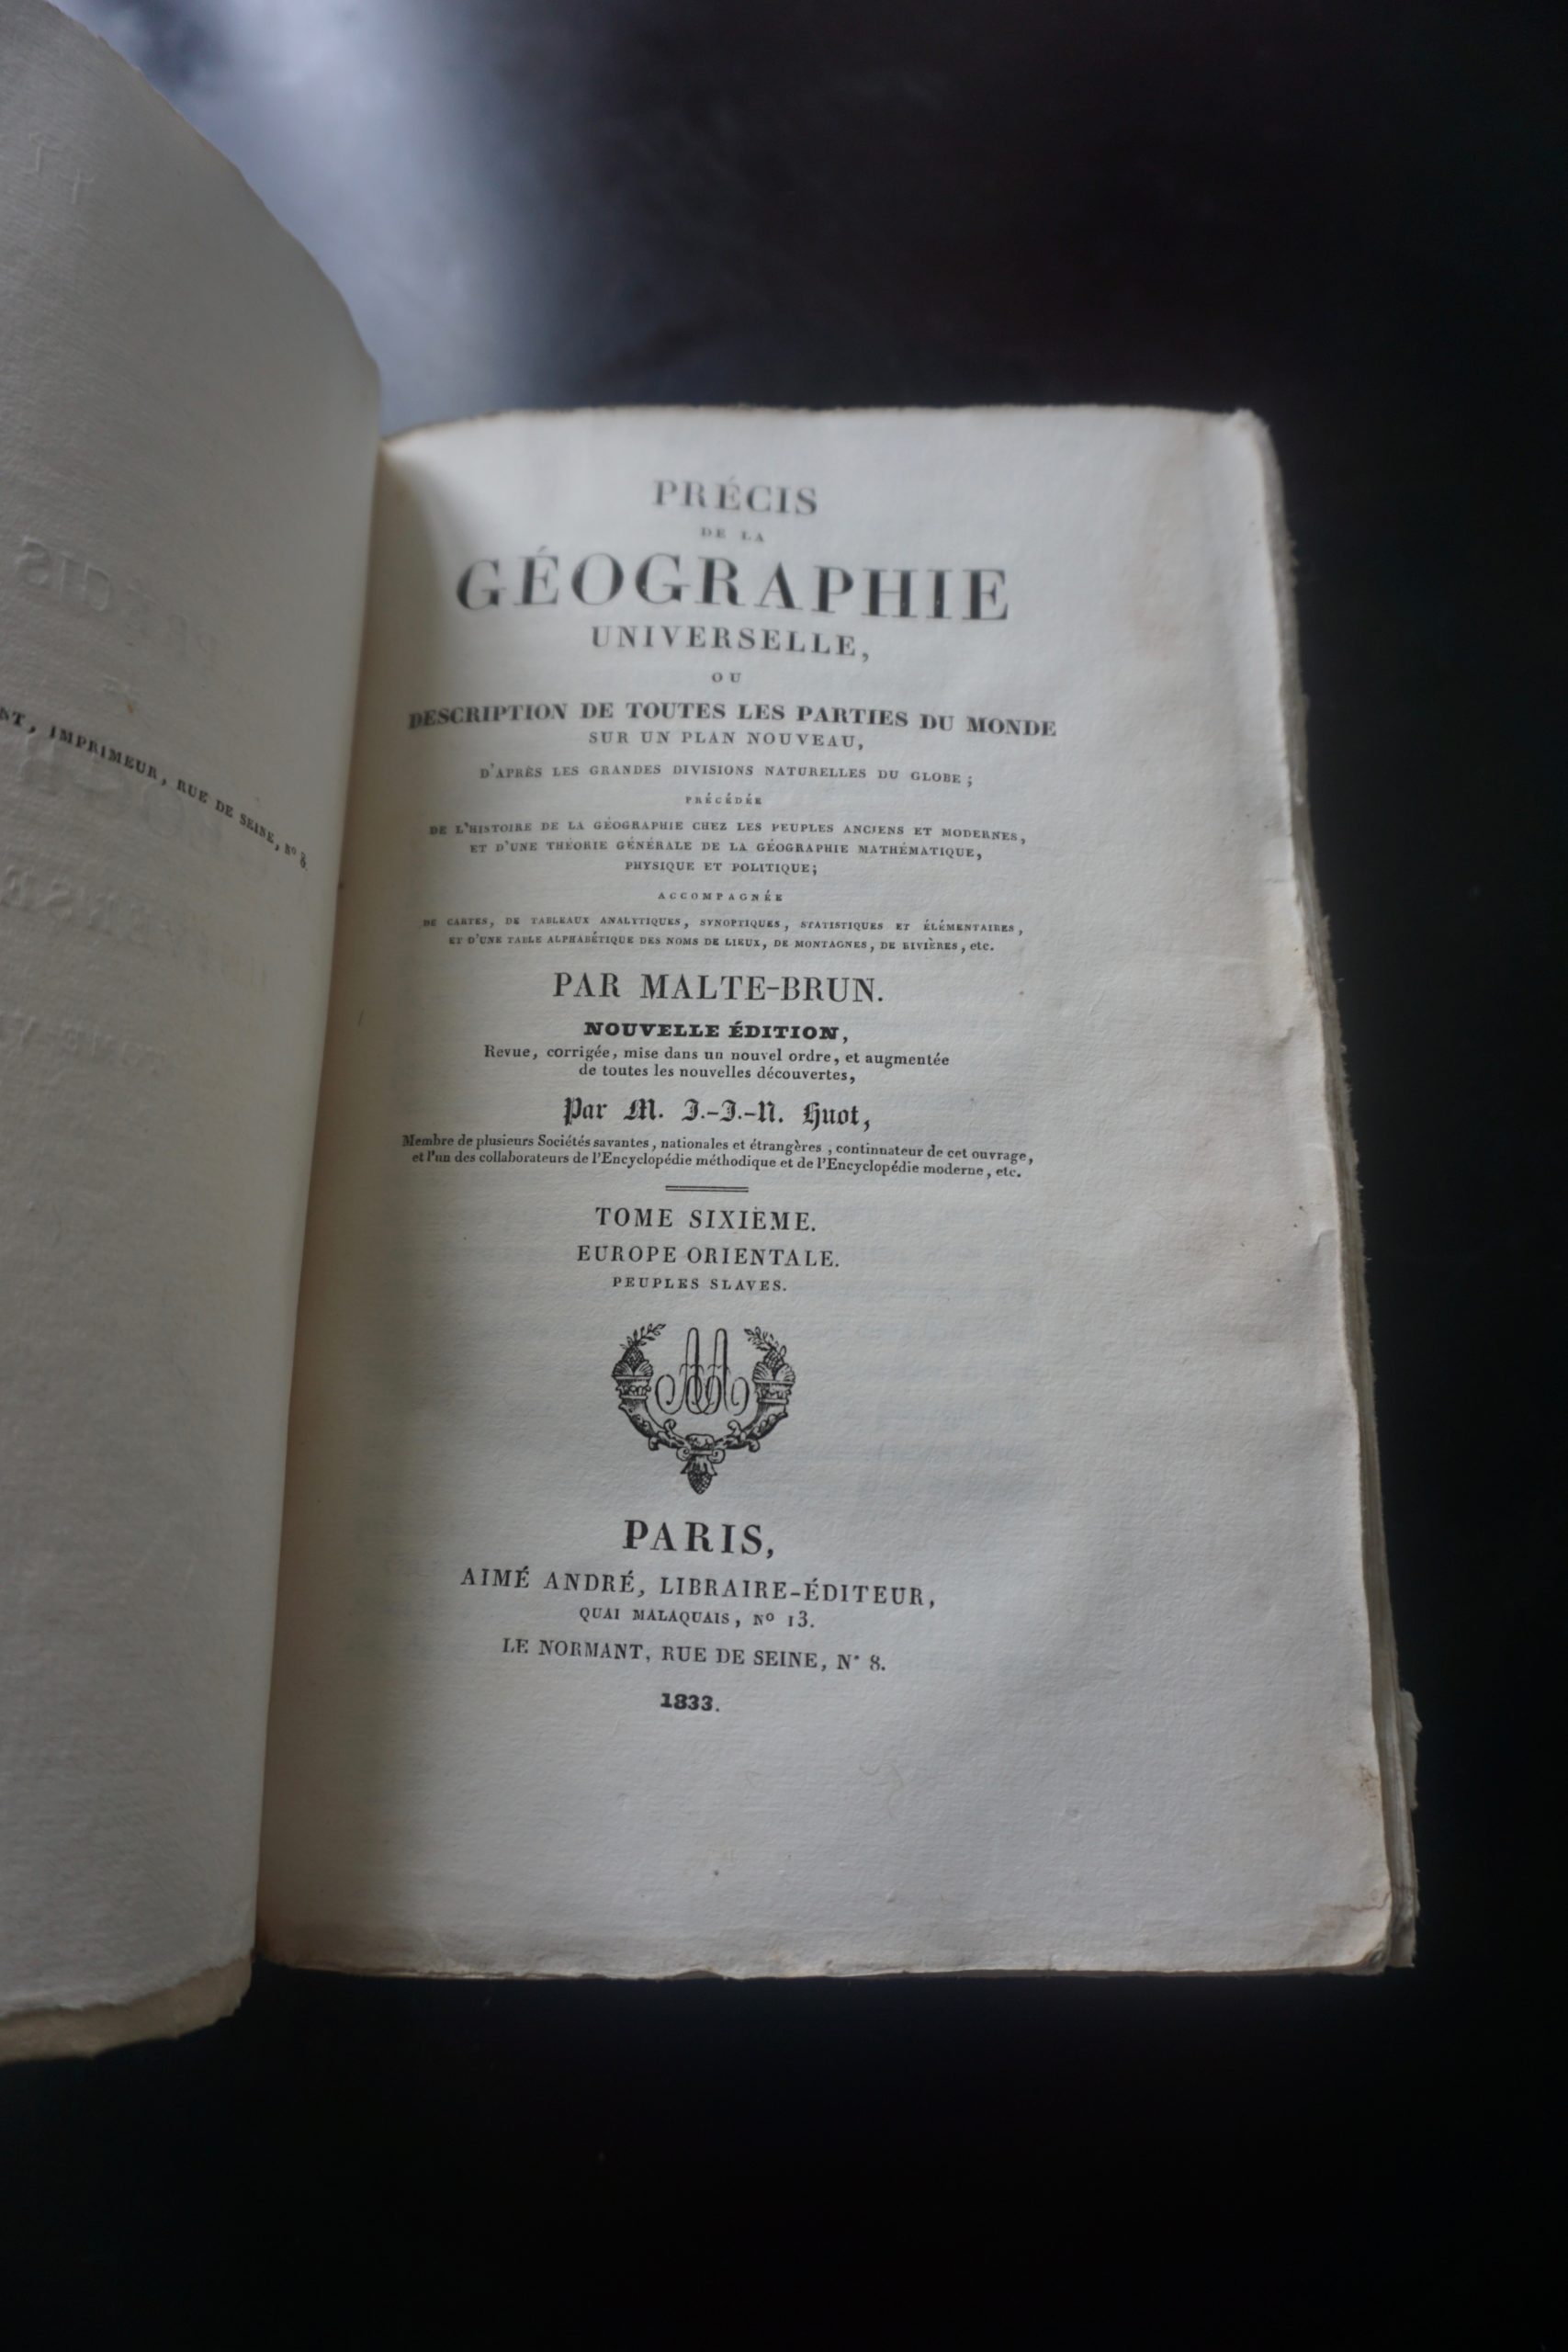 NT, IMPRIMEUR, RUE DE SEINE, Nº 8.
PRÉCIS
DE LA
GÉOGRAPHIE
UNIVERSELLE,
OU
DESCRIPTION DE TOUTES LES PARTIES DU MONDE
SUR UN PLAN NOUVEAU,
D'APRÈS LES GRANDES DIVISIONS NATURELLES DU GLOBE;
PRÉCÉDÉE
DE L'HISTOIRE DE LA GÉOGRAPHIE CHEZ LES PEUPLES ANCIENS ET MODERNES,
ET D'UNE THÉORIE GÉNÉRALE DE LA GÉOGRAPHIE MATHÉMATIQUE,
PHYSIQUE ET POLITIQUE;
ACCOMPAGNÉE
DE CARTES, DE TABLEAUX ANALYTIQUES, SYNOPTIQUES, STATISTIQUES ET ÉLÉMENTAIRES,
ET D'UNE TABLE ALPHABÉTIQUE DES NOMS DE LIEUX, DE MONTAGNES, DE RIVIÈRES, etc.
PAR MALTE-BRUN.
NOUVELLE ÉDITION,
Revue, corrigée, mise dans un nouvel ordre, et augmentée
de toutes les nouvelles découvertes,
Par M. J.-J.-N. Huot,
Membre de plusieurs Sociétés savantes, nationales et étrangères, continuateur de cet ouvrage,
et l'un des collaborateurs de l'Encyclopédie méthodique et de l'Encyclopédie moderne, etc.
TOME SIXIÈME.
EUROPE ORIENTALE.
PEUPLES SLAVES.
PARIS,
AIMÉ ANDRÉ, LIBRAIRE-ÉDITEUR,
QUAI MALAQUAIS, Nº 13.
LE NORMANT, RUE DE SEINE, N° 8.
1833.